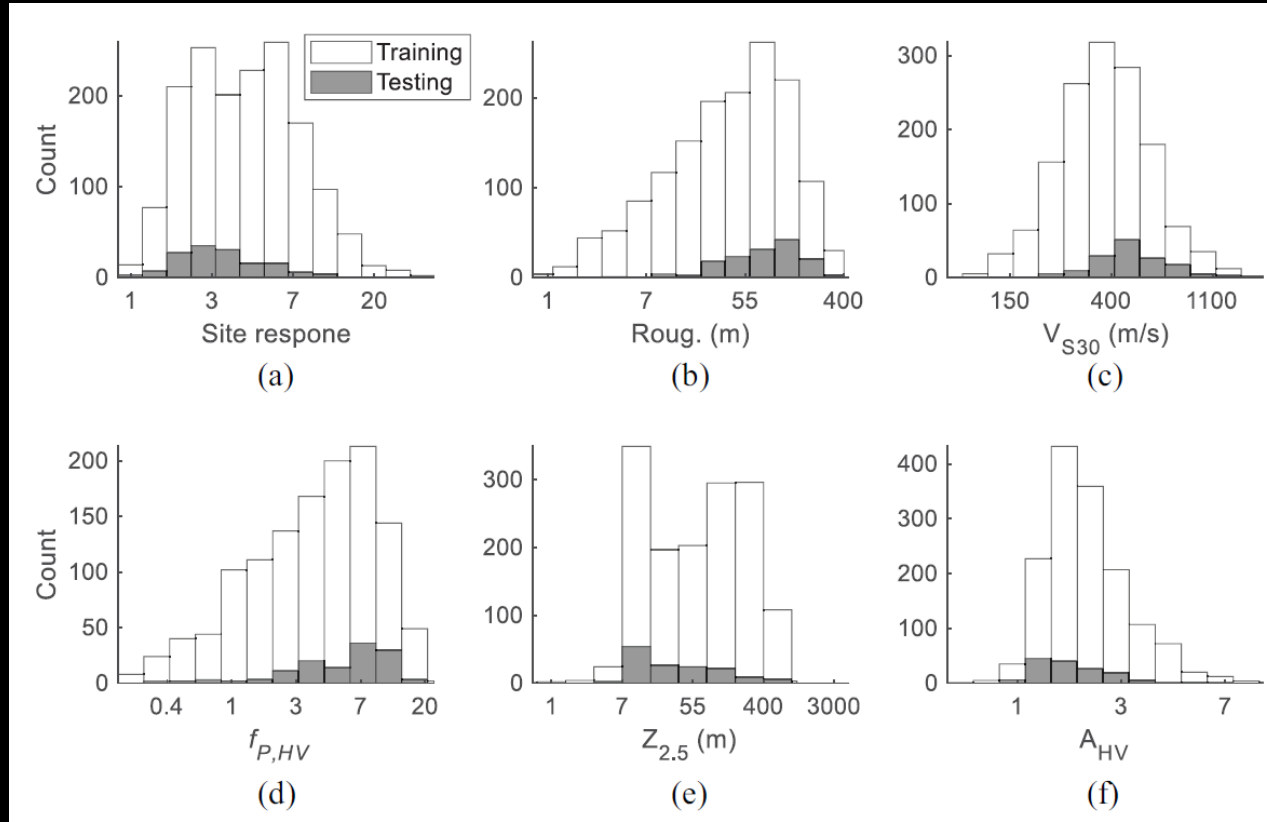 Training
Testing
Count
200
100
0
1 3 7 20
Site respone
(a)
200
100
0
1 7 55 400
Roug. (m)
(b)
300
200
100
0
150 400 1100
V_S30 (m/s)
(c)
Count
200
150
100
50
0
0.4 1 3 7 20
f_P,HV
(d)
300
200
100
0
1 7 55 400 3000
Z_2.5 (m)
(e)
400
300
200
100
0
1 3 7
A_HV
(f)